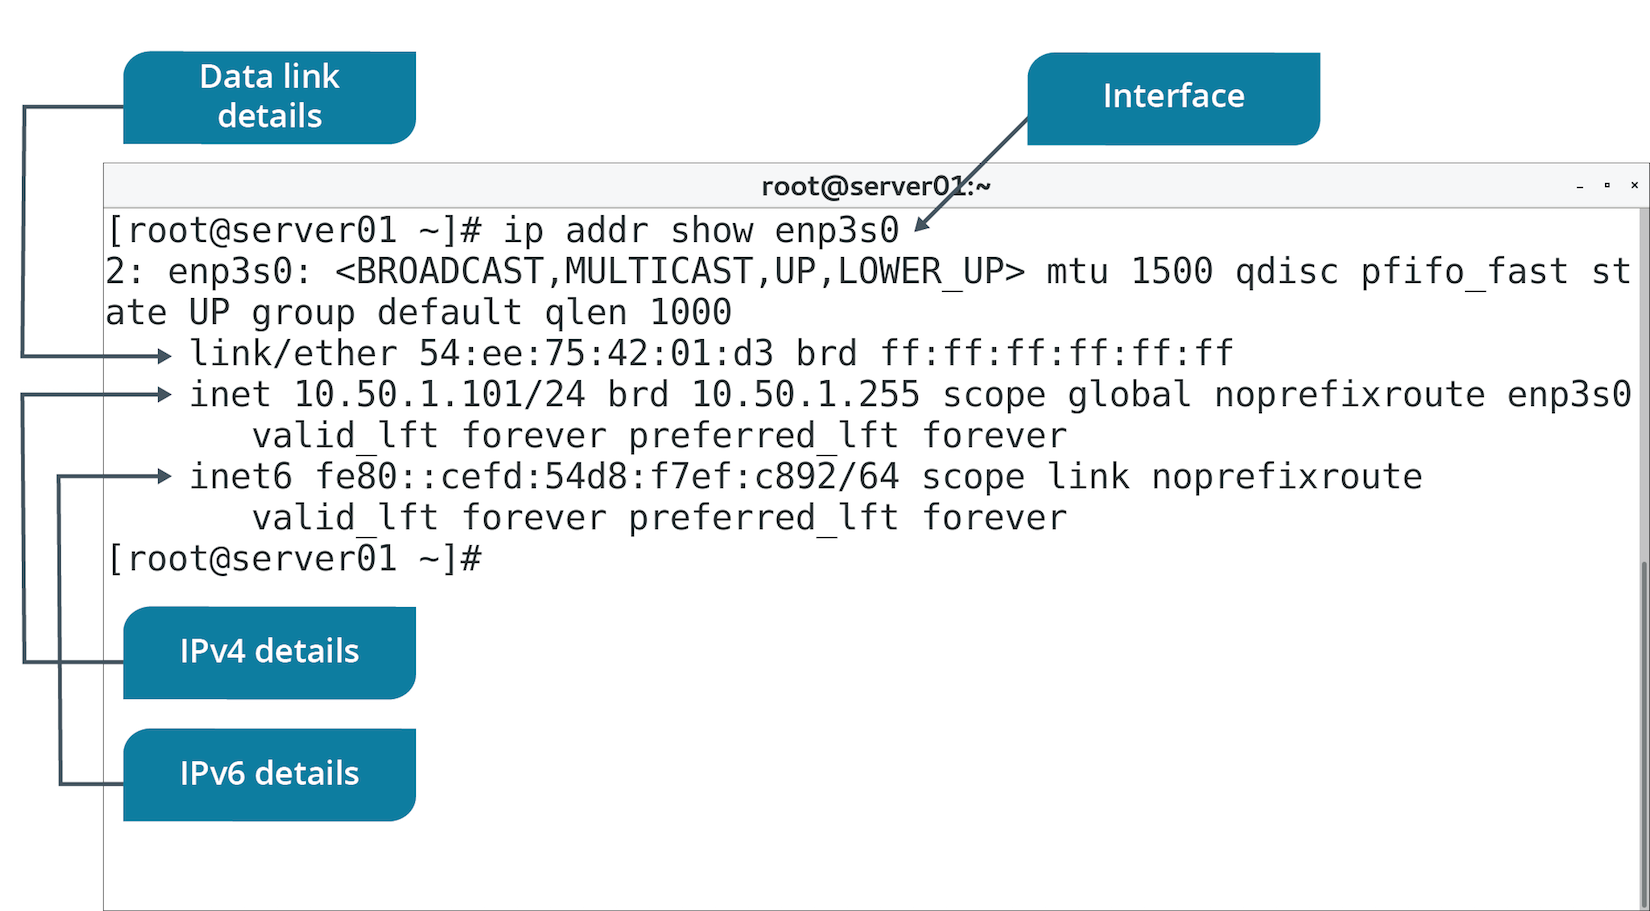 Data link
details
Interface
root@server01:~
[root@server01 ~]# ip addr show enp3s0
2: enp3s0: <BROADCAST,MULTICAST,UP,LOWER_UP> mtu 1500 qdisc pfifo_fast st
ate UP group default qlen 1000
    link/ether 54:ee:75:42:01:d3 brd ff:ff:ff:ff:ff:ff
    inet 10.50.1.101/24 brd 10.50.1.255 scope global noprefixroute enp3s0
       valid_lft forever preferred_lft forever
    inet6 fe80::cefd:54d8:f7ef:c892/64 scope link noprefixroute
       valid_lft forever preferred_lft forever
[root@server01 ~]#
IPv4 details
IPv6 details